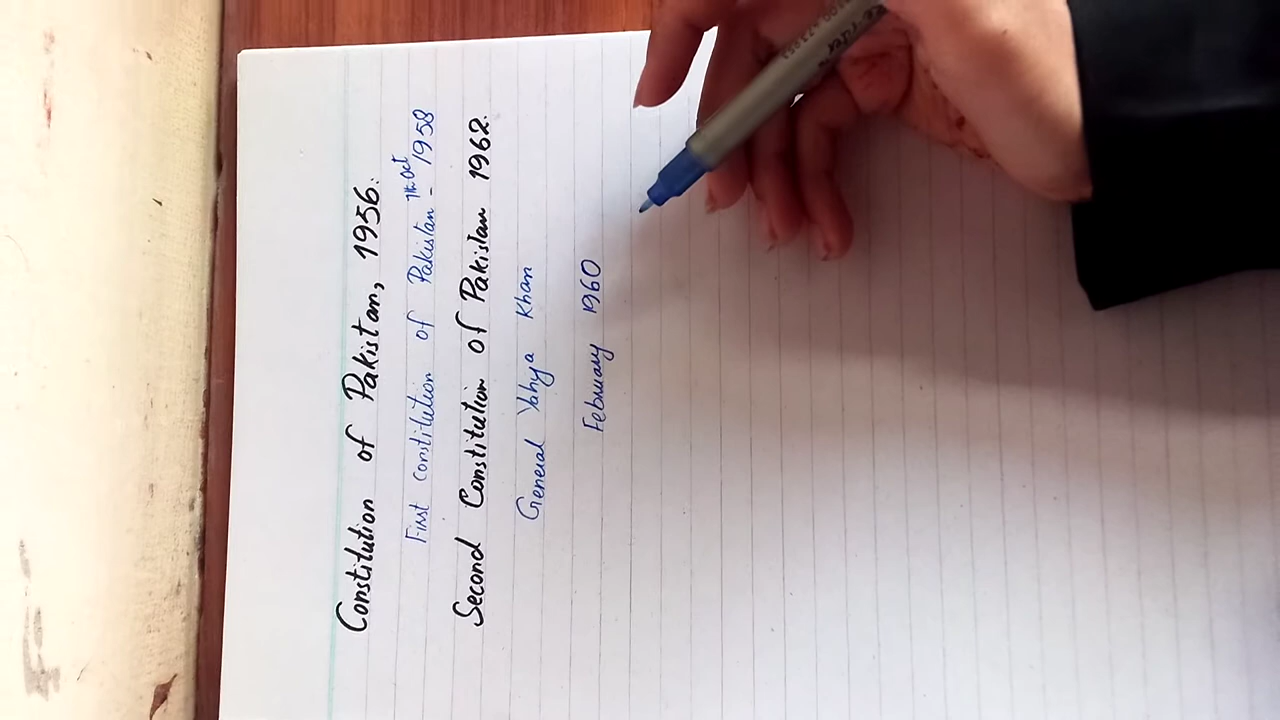 Constitution of Pakistan, 1956.
First constitution of Pakistan - 7th Oct 1958
Second Constitution of Pakistan 1962.
General Yahya Khan
February 1960